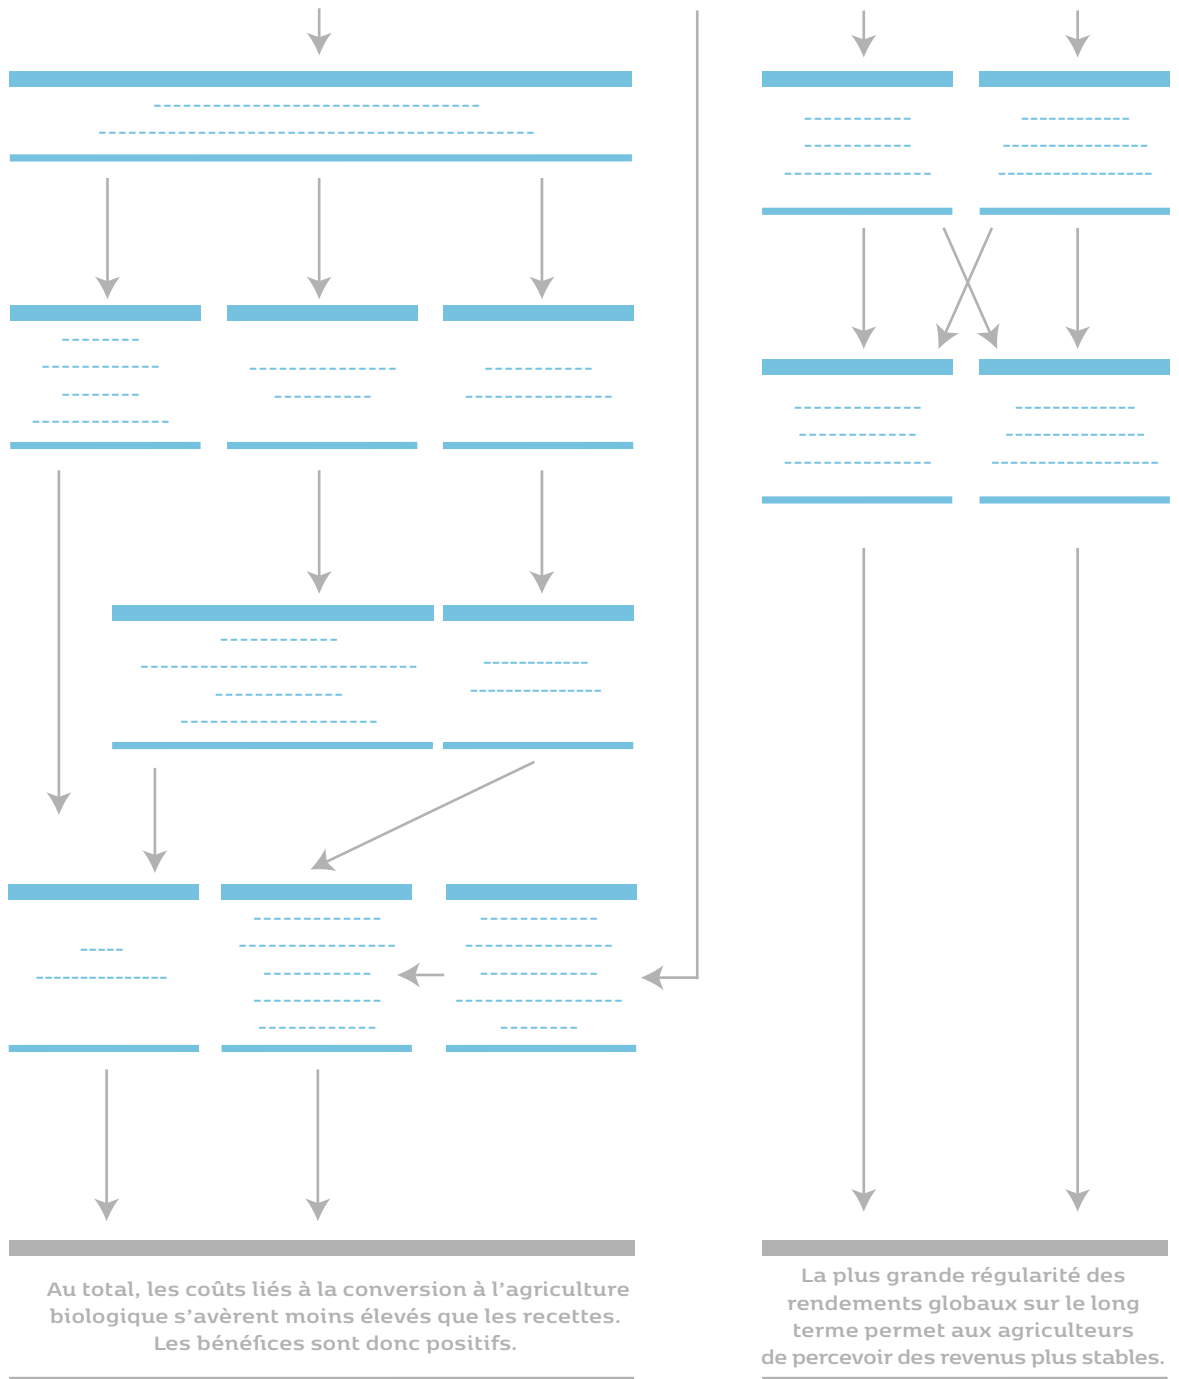 Au total, les coûts liés à la conversion à l’agriculture
biologique s’avèrent moins élevés que les recettes.
Les bénéfices sont donc positifs.
La plus grande régularité des
rendements globaux sur le long
terme permet aux agriculteurs
de percevoir des revenus plus stables.